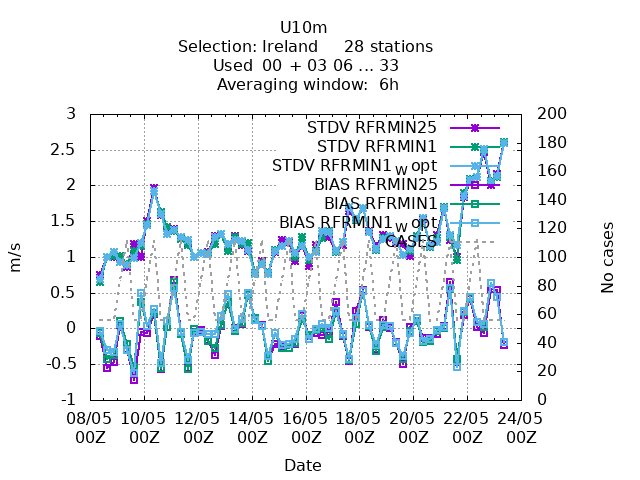 U10m
Selection: Ireland 28 stations
Used 00 + 03 06 ... 33
Averaging window: 6h
STDV RFRMIN25
STDV RFRMIN1
STDV RFRMIN1_w opt
BIAS RFRMIN25
BIAS RFRMIN1
BIAS RFRMIN1_w opt
CASES
m/s
3
2.5
2
1.5
1
0.5
0
-0.5
-1
No cases
200
180
160
140
120
100
80
60
40
20
0
08/05 10/05 12/05 14/05 16/05 18/05 20/05 22/05 24/05
00Z 00Z 00Z 00Z 00Z 00Z 00Z 00Z 00Z
Date